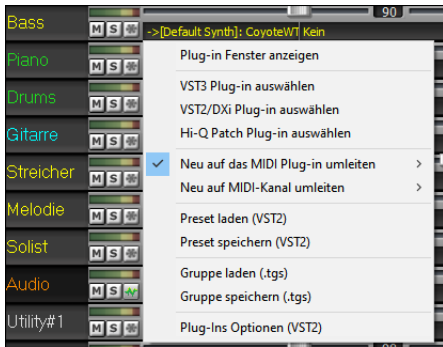 Bass
M S
90
->[Default Synth]: CoyoteWT Kein
Piano
M S
Plug-in Fenster anzeigen
Drums
M S
VST3 Plug-in auswählen
VST2/DXi Plug-in auswählen
Gitarre
M S
Hi-Q Patch Plug-in auswählen
Streicher
M S
Neu auf das MIDI Plug-in umleiten
Neu auf MIDI-Kanal umleiten
Melodie
M S
Preset laden (VST2)
Preset speichern (VST2)
Solist
M S
Gruppe laden (.tgs)
Audio
M S
Gruppe speichern (.tgs)
Utility#1
M S
Plug-Ins Optionen (VST2)